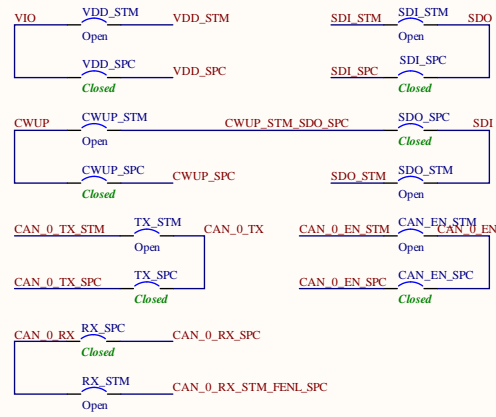 VIO VDD_STM VDD_STM
Open
VDD_SPC VDD_SPC
Closed
SDI_STM SDI_STM SDO
Open
SDI_SPC SDI_SPC
Closed
CWUP CWUP_STM CWUP_STM_SDO_SPC SDO_SPC SDI
Open Closed
CWUP_SPC CWUP_SPC
Closed
SDO_STM SDO_STM
Open
CAN_0_TX_STM TX_STM CAN_0_TX
Open
CAN_0_TX_SPC TX_SPC
Closed
CAN_0_EN_STM CAN_EN_STM CAN_0_EN
Open
CAN_0_EN_SPC CAN_EN_SPC
Closed
CAN_0_RX RX_SPC CAN_0_RX_SPC
Closed
RX_STM CAN_0_RX_STM_FENL_SPC
Open